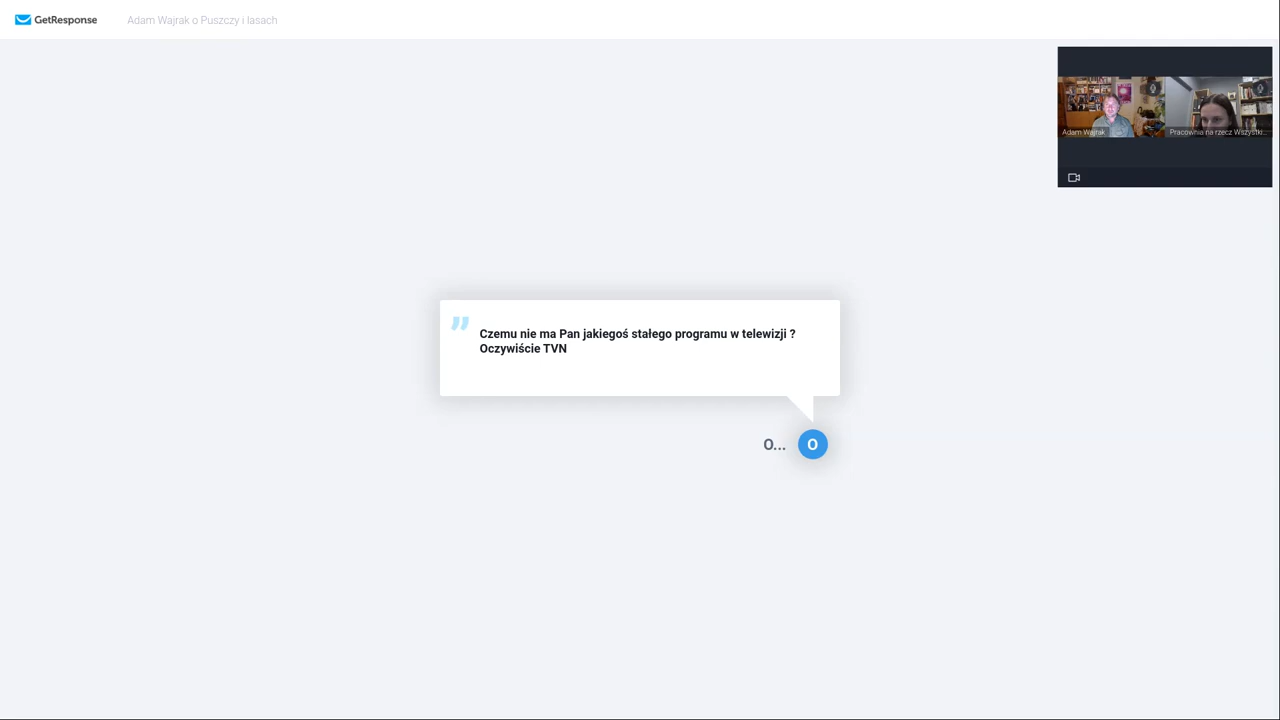 GetResponse
Adam Wajrak o Puszczy i lasach
Adam Wajrak
Pracownia na rzecz Wszystki...
Czemu nie ma Pan jakiegoś stałego programu w telewizji ?
Oczywiście TVN
O...
O